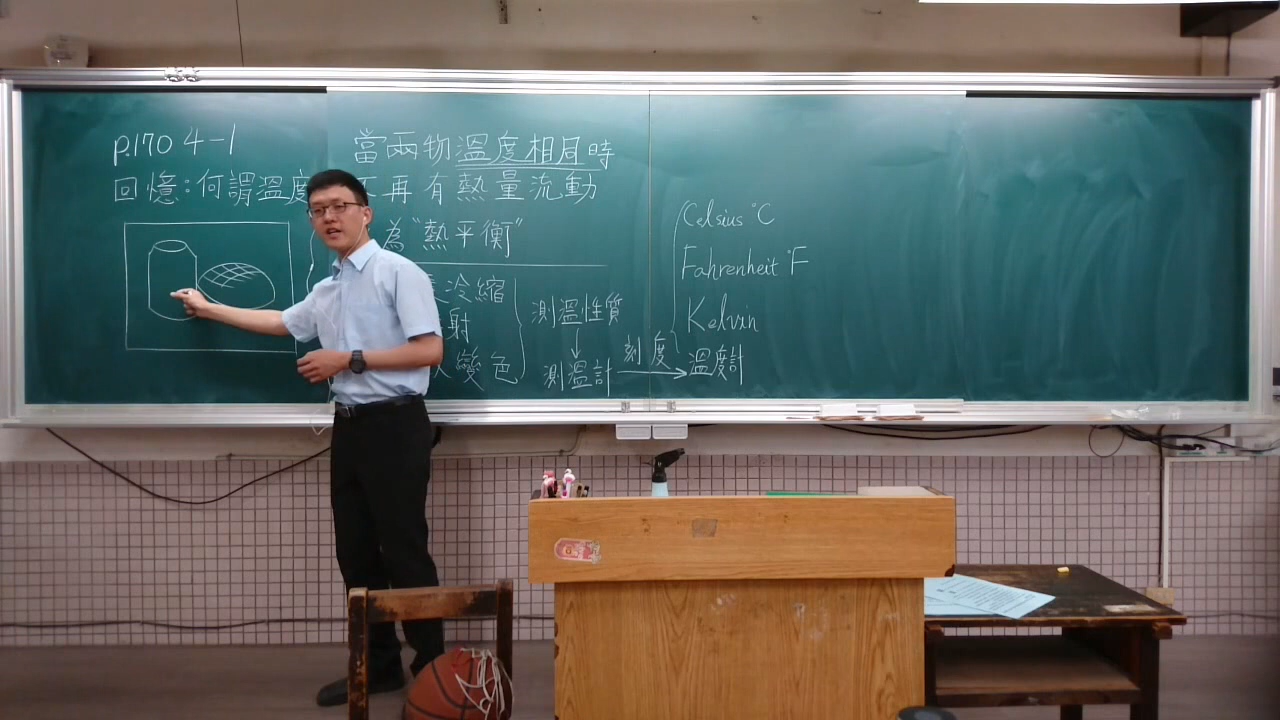 P.170 4-1
回憶:何謂溫度
當兩物溫度相同時
不再有熱量流動
為"熱平衡"
冷縮
射
變色
測溫性質
測溫計
刻度
溫度計
Celsius °C
Fahrenheit °F
Kelvin